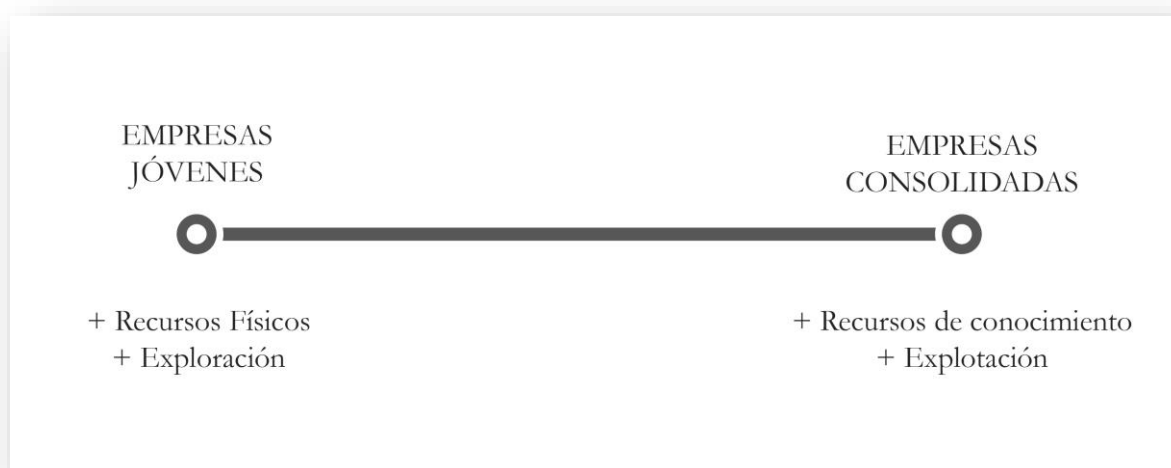 EMPRESAS
JÓVENES
EMPRESAS
CONSOLIDADAS
+ Recursos Físicos
+ Exploración
+ Recursos de conocimiento
+ Explotación